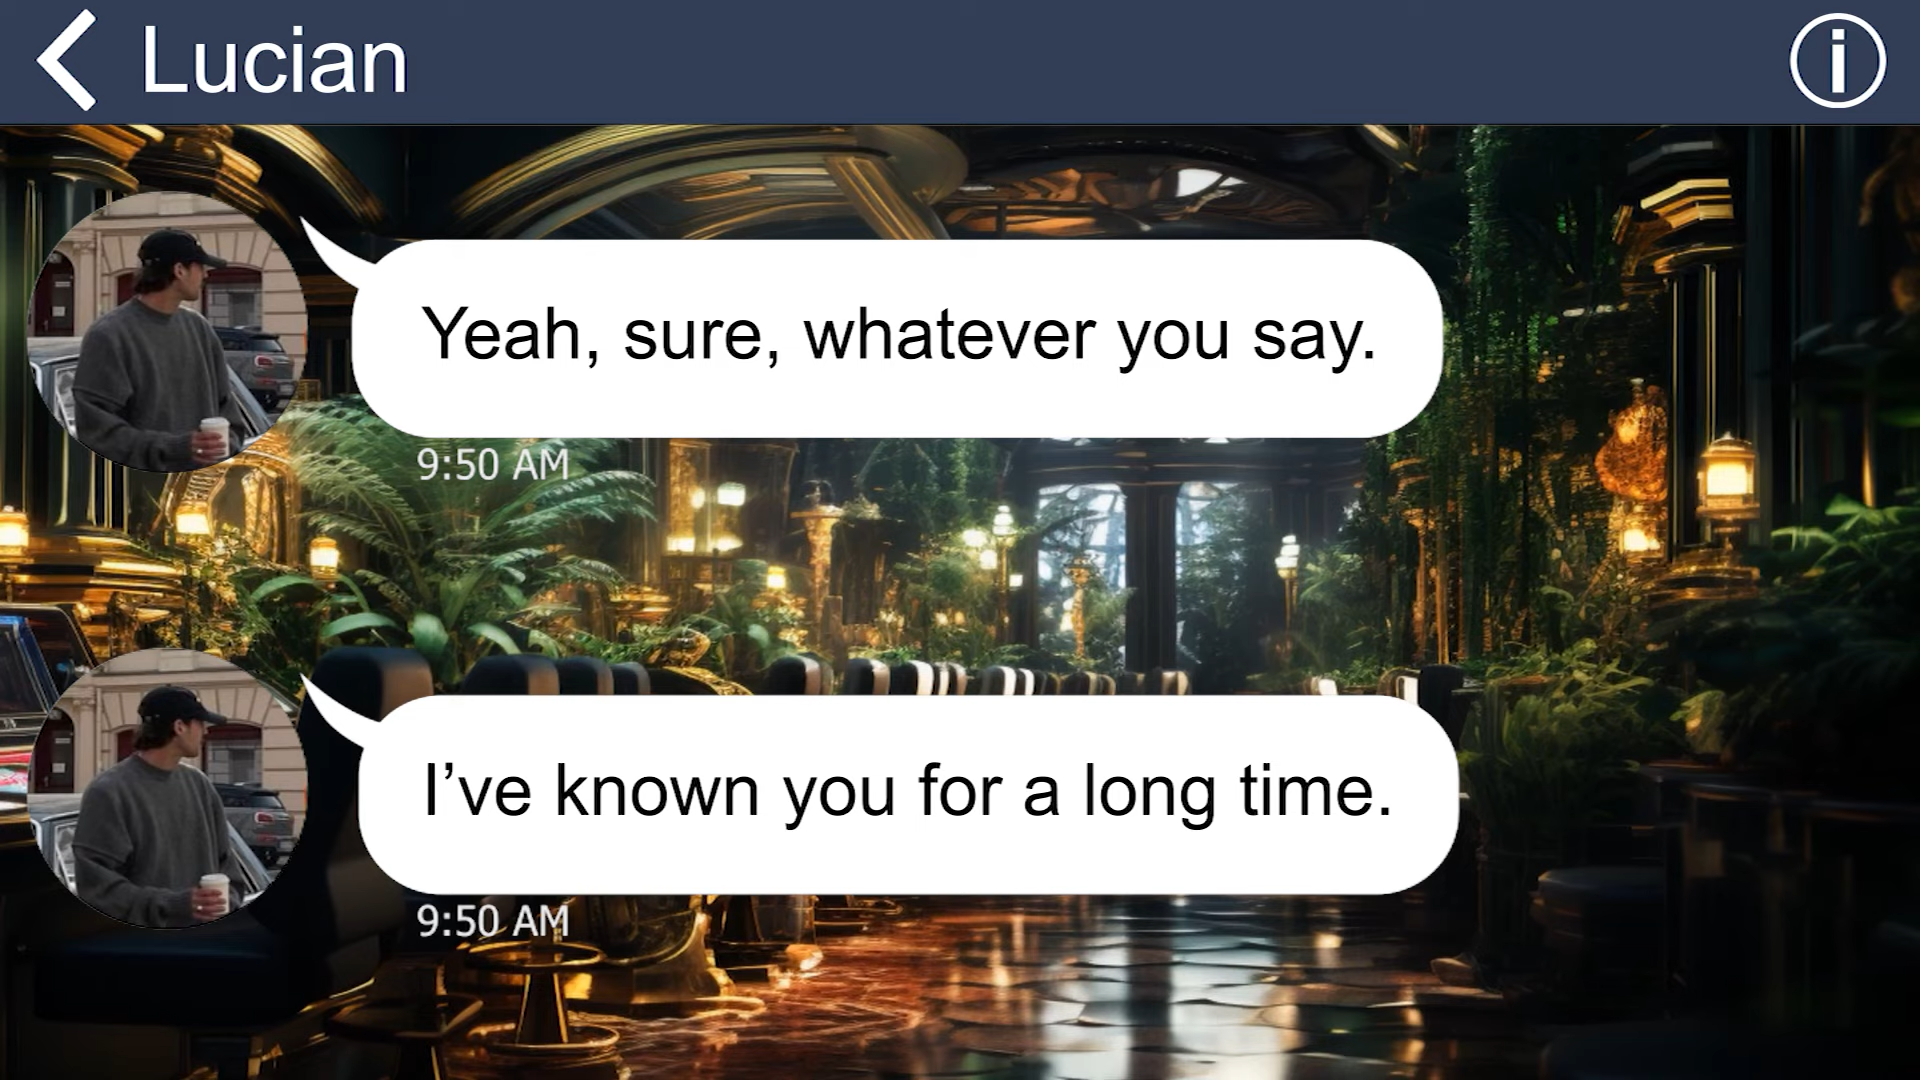 Lucian
Yeah, sure, whatever you say.
9:50 AM
I’ve known you for a long time.
9:50 AM